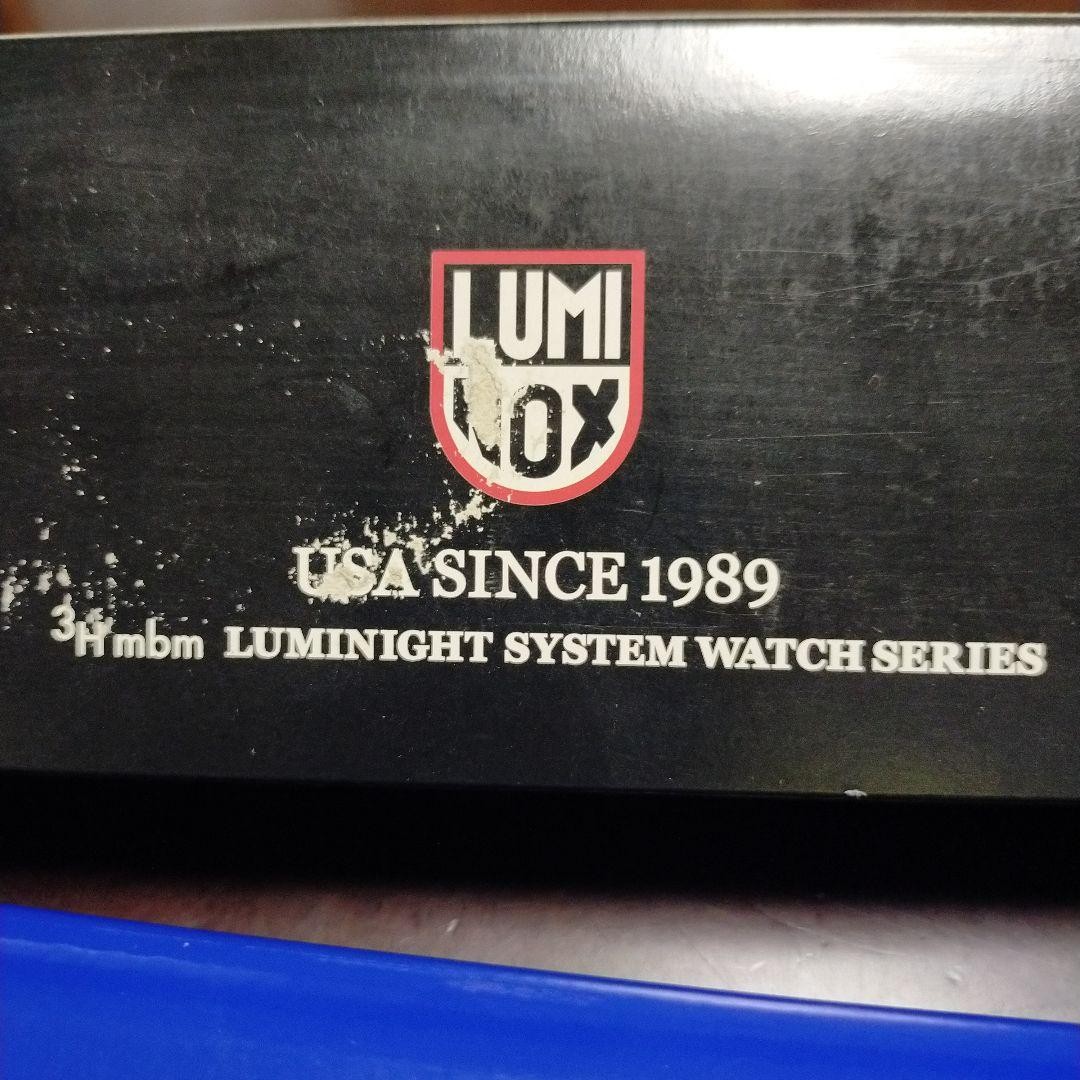 LUMI
NOX
USA SINCE 1989
³H mbm LUMINIGHT SYSTEM WATCH SERIES